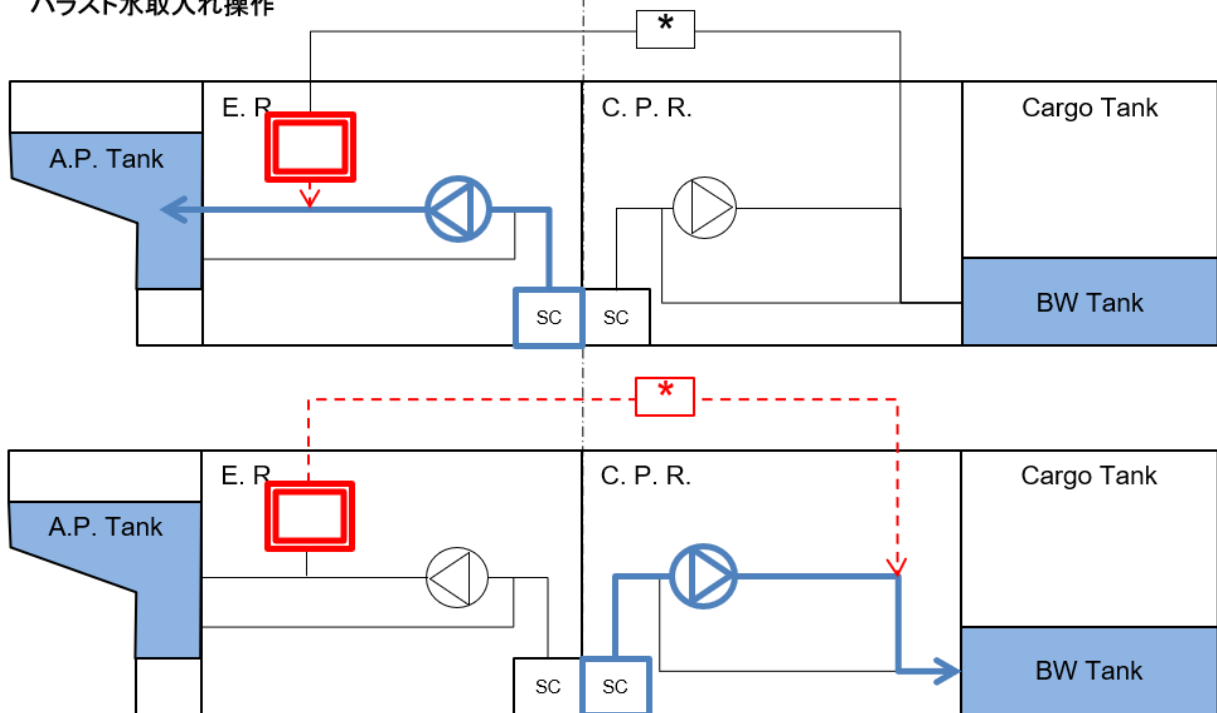 バラスト水取入れ操作
*
E. R.
C. P. R.
Cargo Tank
A.P. Tank
SC
SC
BW Tank
*
E. R.
C. P. R.
Cargo Tank
A.P. Tank
SC
SC
BW Tank